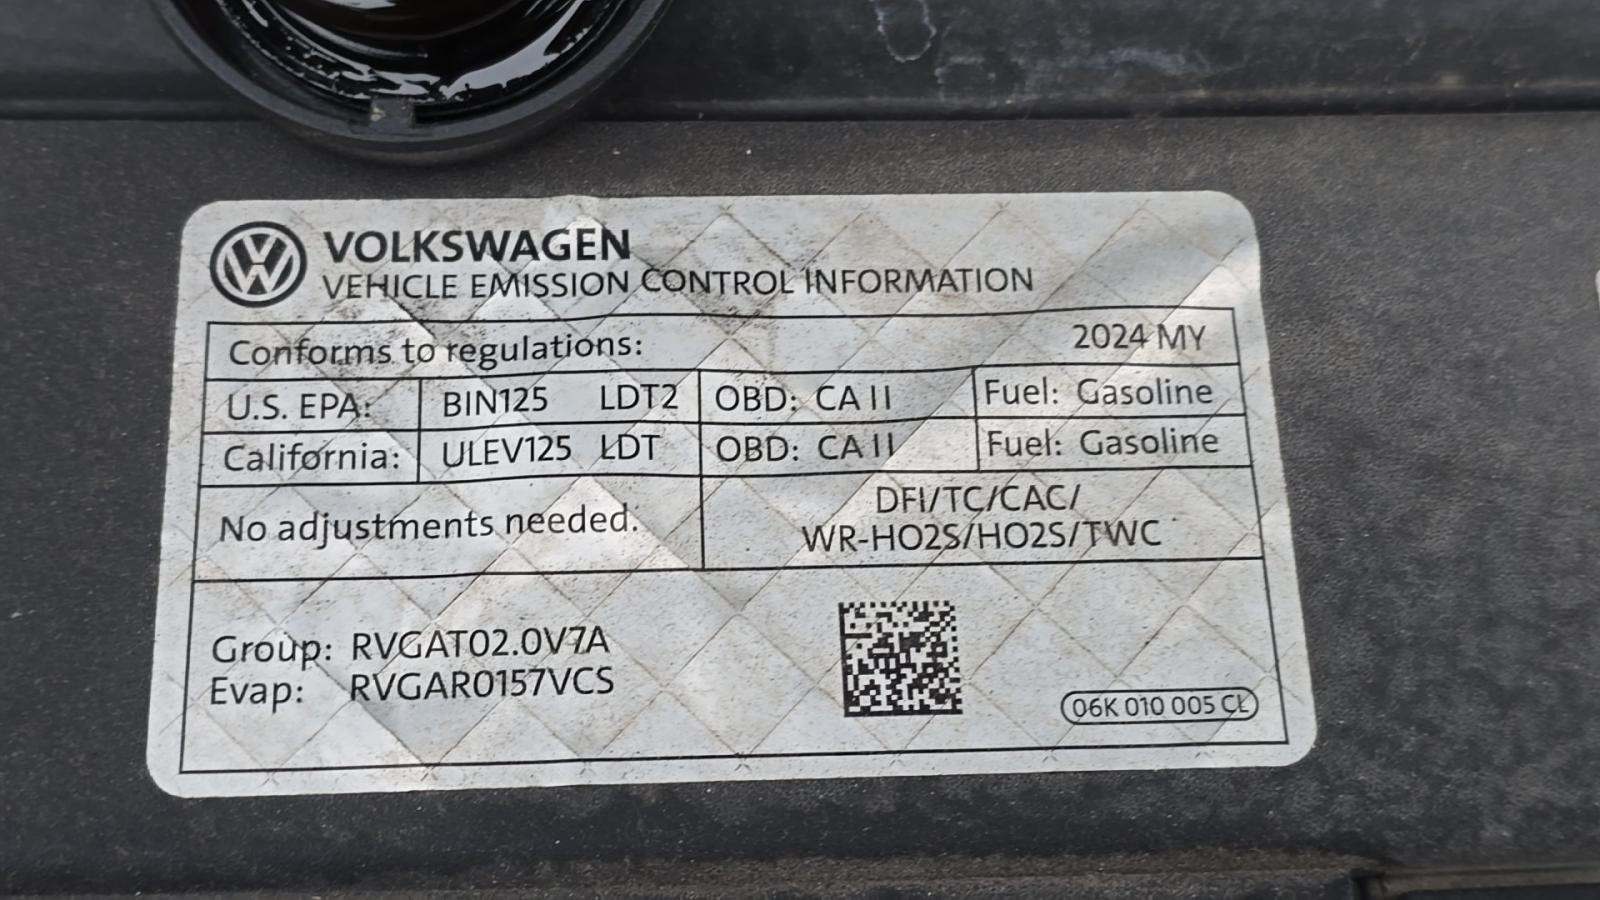 VOLKSWAGEN
VEHICLE EMISSION CONTROL INFORMATION
Conforms to regulations: 2024 MY
U.S. EPA: BIN125 LDT2 OBD: CA II Fuel: Gasoline
California: ULEV125 LDT OBD: CA II Fuel: Gasoline
No adjustments needed.
DFI/TC/CAC/
WR-HO2S/HO2S/TWC
Group: RVGAT02.0V7A
Evap: RVGAR0157VCS
06K 010 005 CL